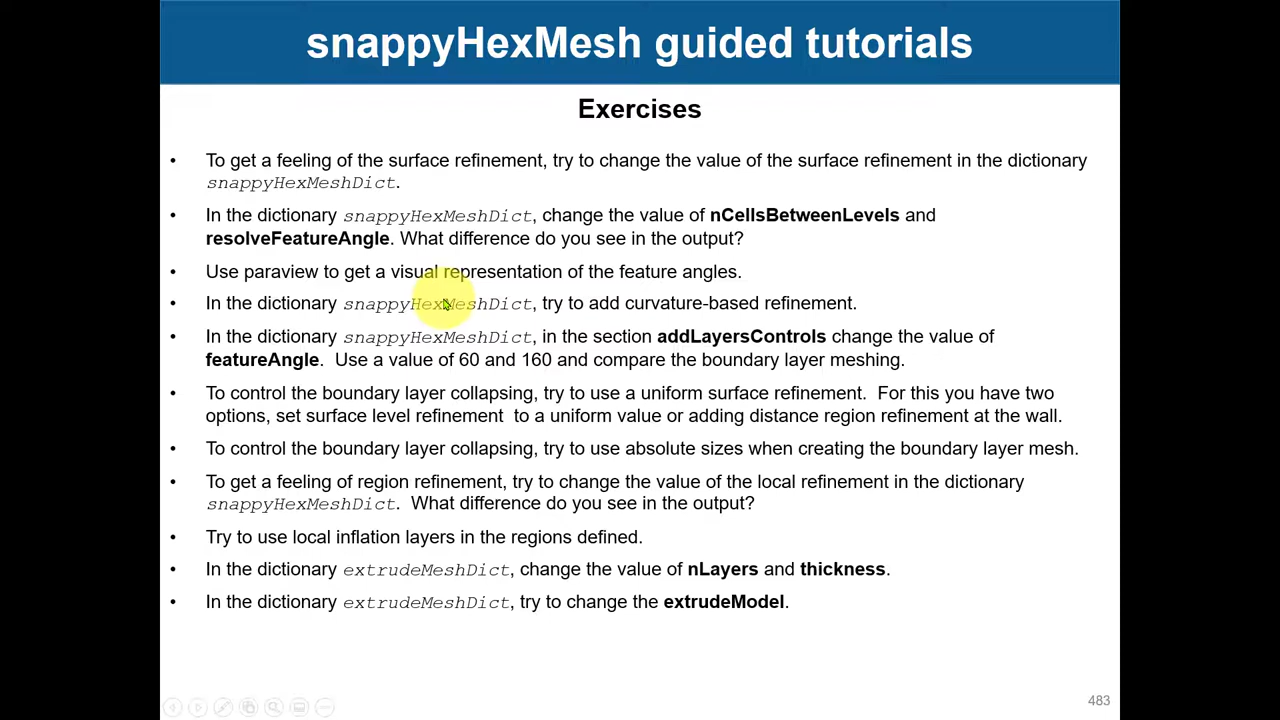 snappyHexMesh guided tutorials
Exercises
• To get a feeling of the surface refinement, try to change the value of the surface refinement in the dictionary
snappyHexMeshDict.
• In the dictionary snappyHexMeshDict, change the value of nCellsBetweenLevels and
resolveFeatureAngle. What difference do you see in the output?
• Use paraview to get a visual representation of the feature angles.
• In the dictionary snappyHexMeshDict, try to add curvature-based refinement.
• In the dictionary snappyHexMeshDict, in the section addLayersControls change the value of
featureAngle.  Use a value of 60 and 160 and compare the boundary layer meshing.
• To control the boundary layer collapsing, try to use a uniform surface refinement.  For this you have two
options, set surface level refinement  to a uniform value or adding distance region refinement at the wall.
• To control the boundary layer collapsing, try to use absolute sizes when creating the boundary layer mesh.
• To get a feeling of region refinement, try to change the value of the local refinement in the dictionary
snappyHexMeshDict.  What difference do you see in the output?
• Try to use local inflation layers in the regions defined.
• In the dictionary extrudeMeshDict, change the value of nLayers and thickness.
• In the dictionary extrudeMeshDict, try to change the extrudeModel.
483